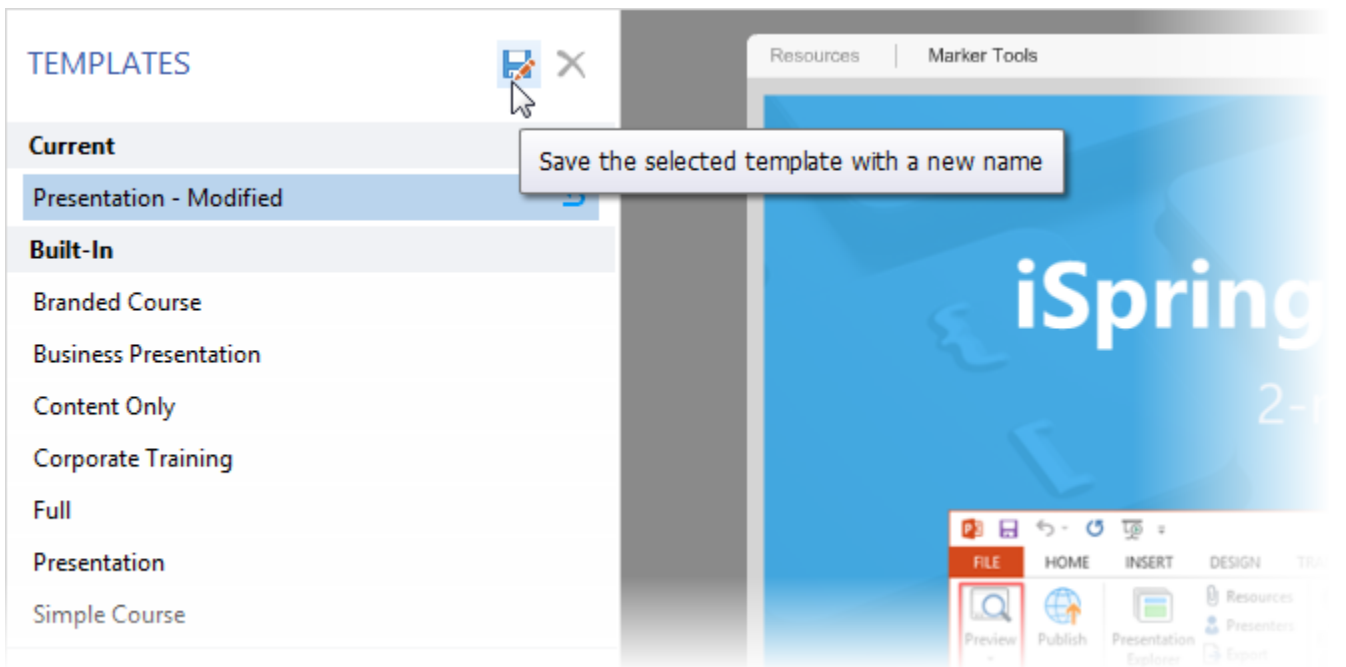 TEMPLATES
Current
Presentation - Modified
Built-In
Branded Course
Business Presentation
Content Only
Corporate Training
Full
Presentation
Simple Course
Save the selected template with a new name
Resources | Marker Tools
iSpring
FILE HOME INSERT DESIGN
Preview Publish Presentation Explorer
Resources
Presenters
Export